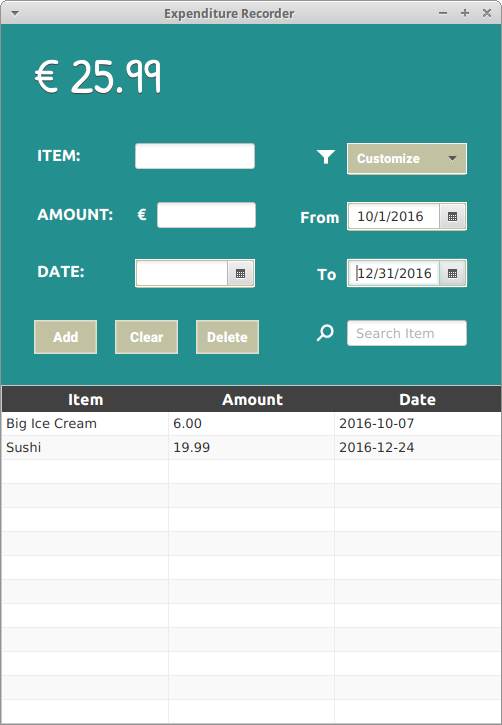 Expenditure Recorder
€ 25.99
ITEM:
Customize
AMOUNT: €
From 10/1/2016
DATE:
To 12/31/2016
Add Clear Delete
Search Item
Item Amount Date
Big Ice Cream 6.00 2016-10-07
Sushi 19.99 2016-12-24